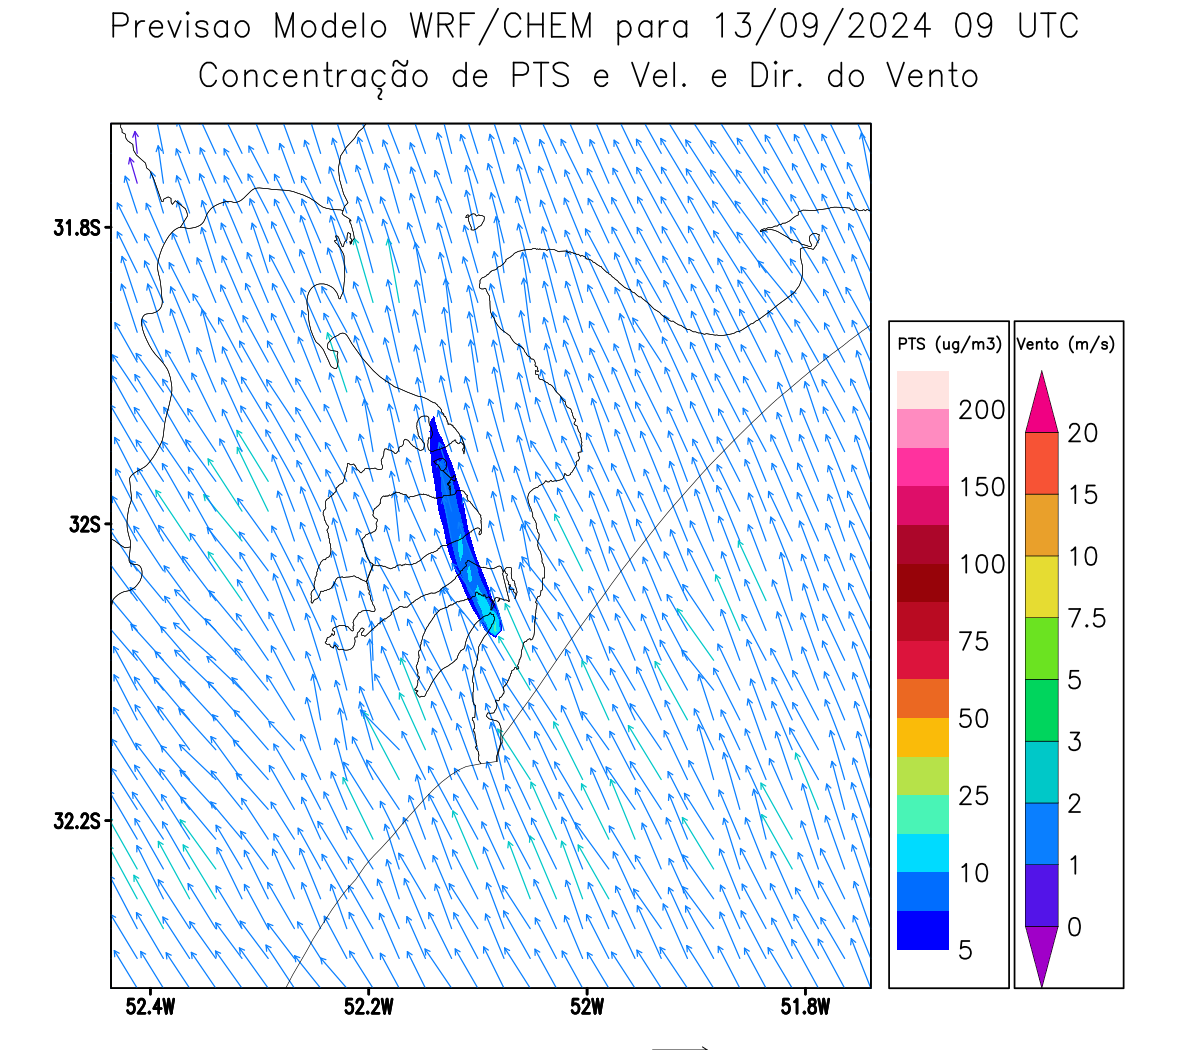 Previsao Modelo WRF/CHEM para 13/09/2024 09 UTC
Concentração de PTS e Vel. e Dir. do Vento
31.8S
32S
32.2S
52.4W 52.2W 52W 51.8W
PTS (ug/m3)
200
150
100
75
50
25
10
5
Vento (m/s)
20
15
10
7.5
5
3
2
1
0